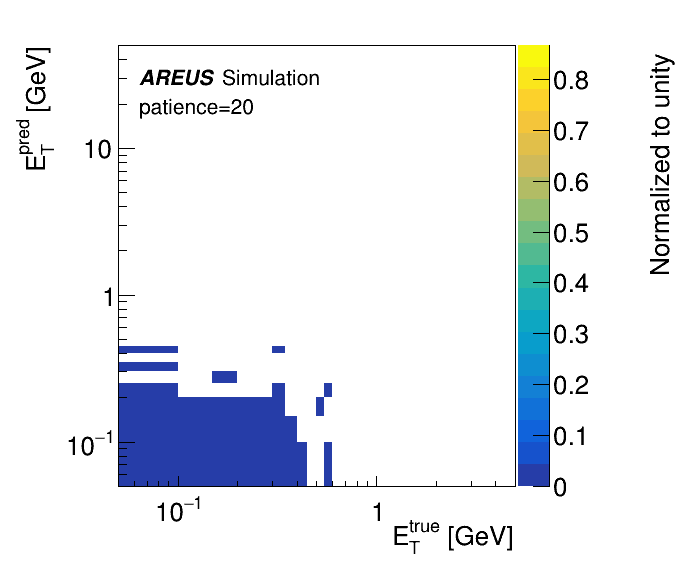 AREUS Simulation
patience=20
E_T^pred [GeV]
10
1
10^−1
10^−1
1
E_T^true [GeV]
0.8
0.7
0.6
0.5
0.4
0.3
0.2
0.1
0
Normalized to unity